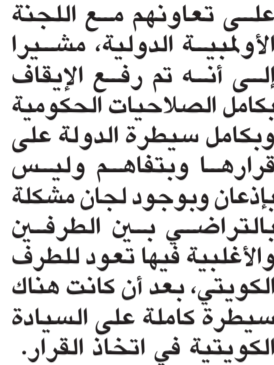 على تعاونهم مع اللجنة
الأولمبية الدولية، مشيرا
إلى أنه تم رفع الإيقاف
بكامل الصلاحيات الحكومية
وبكامل سيطرة الدولة على
قرارها وبتفاهم وليس
بإذعان وبوجود لجان مشكلة
بالتراضي بين الطرفين
والأغلبية فيها تعود للطرف
الكويتي، بعد أن كانت هناك
سيطرة كاملة على السيادة
الكويتية في اتخاذ القرار.